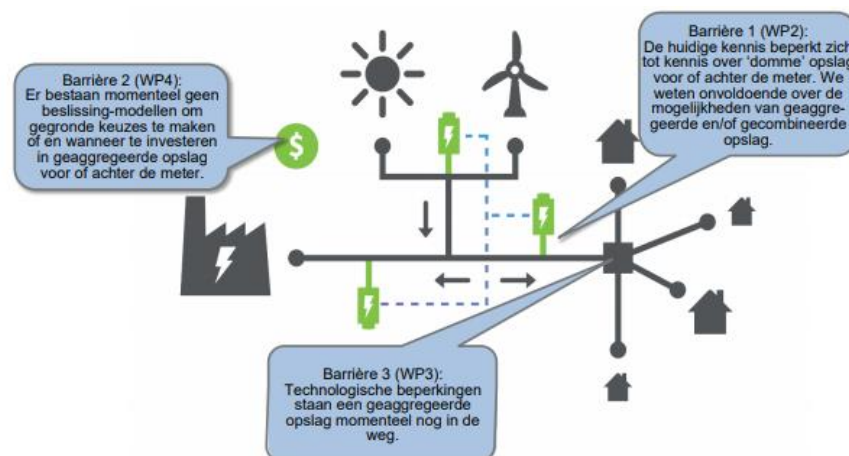 Barrière 2 (WP4):
Er bestaan momenteel geen
beslissing-modellen om
gegronde keuzes te maken
of en wanneer te investeren
in geaggregeerde opslag
voor of achter de meter.
$
Barrière 1 (WP2):
De huidige kennis beperkt zich
tot kennis over ‘domme’ opslag
voor of achter de meter. We
weten onvoldoende over de
mogelijkheden van geaggre-
geerde en/of gecombineerde
opslag.
Barrière 3 (WP3):
Technologische beperkingen
staan een geaggregeerde
opslag momenteel nog in de
weg.